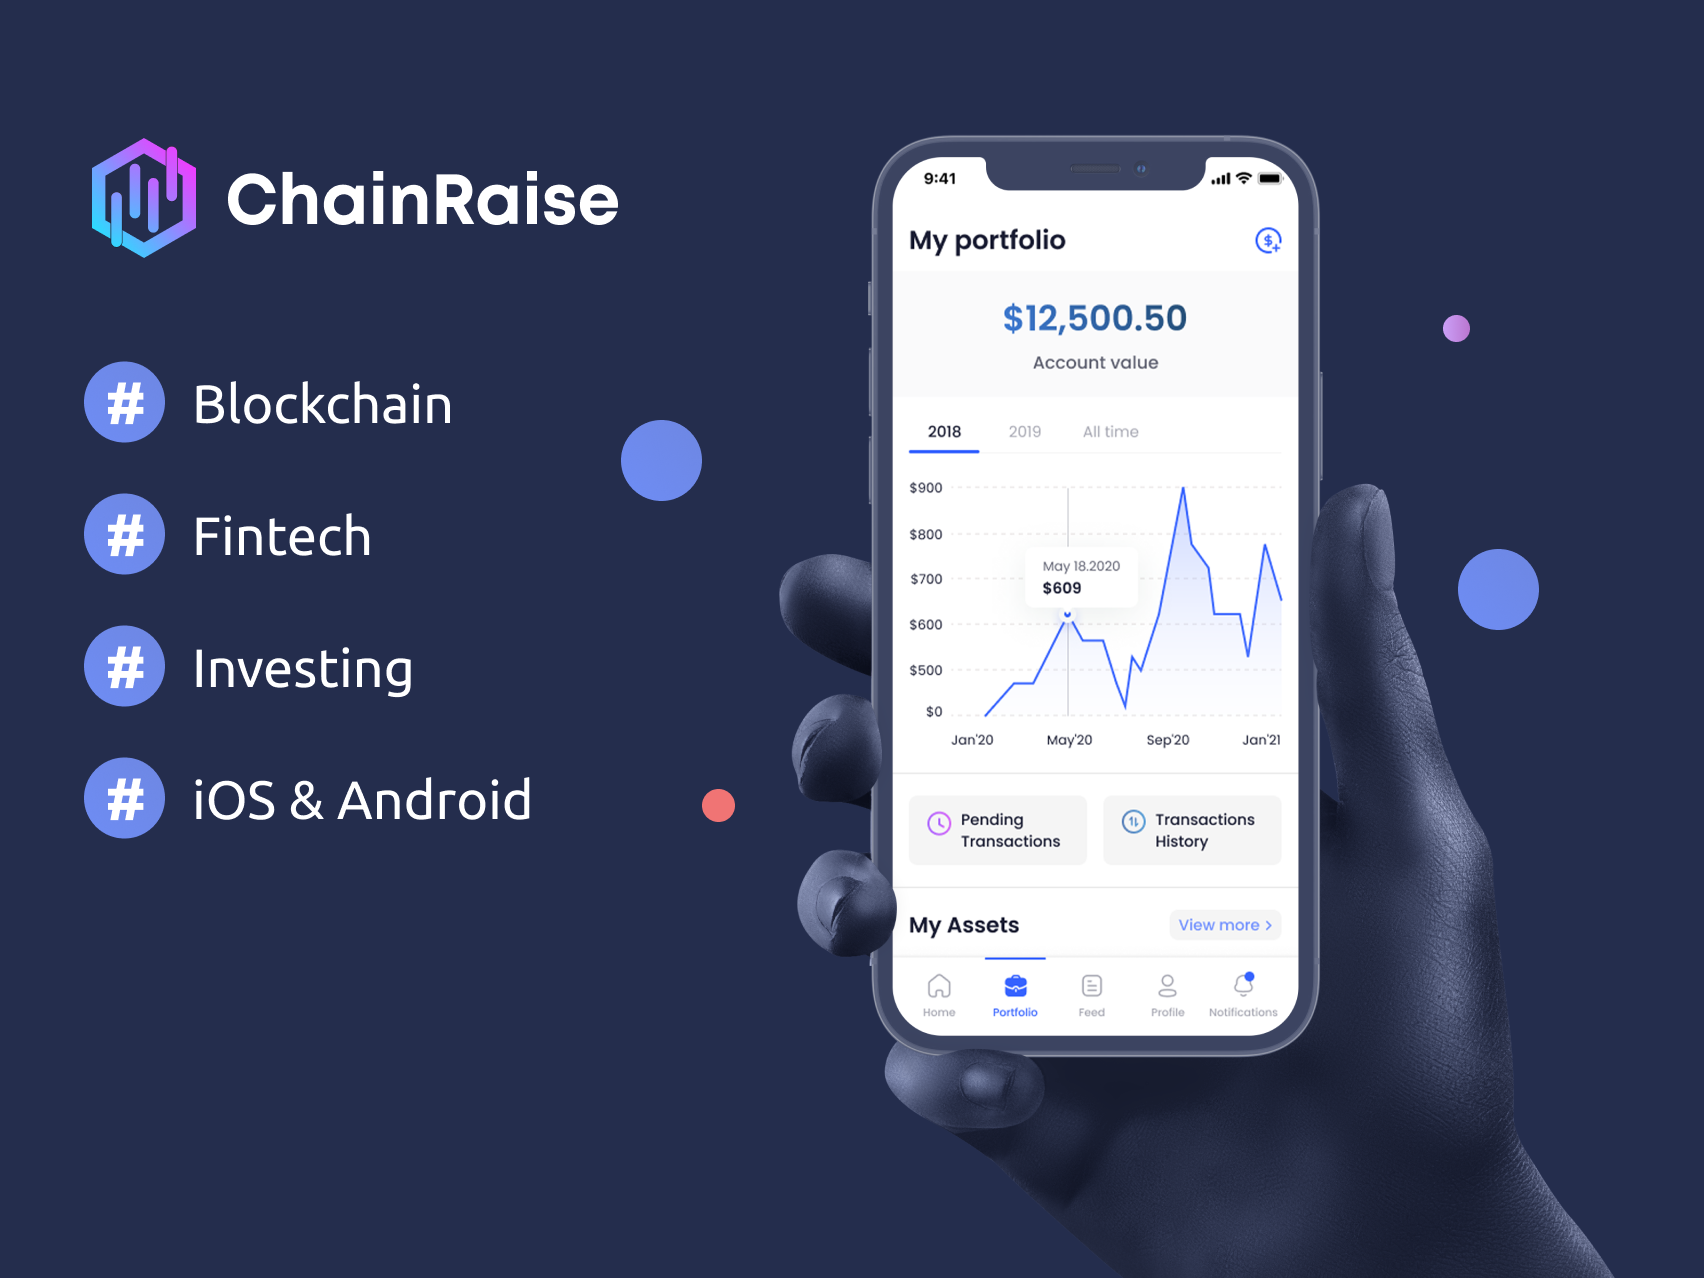 ChainRaise
# Blockchain
# Fintech
# Investing
# iOS & Android
9:41
My portfolio
$
$12,500.50
Account value
2018 2019 All time
$900
$800
$700
$600
$500
$0
May 18.2020
$609
Jan'20 May'20 Sep'20 Jan'21
Pending
Transactions
Transactions
History
My Assets
View more >
Home Portfolio Feed Profile Notifications